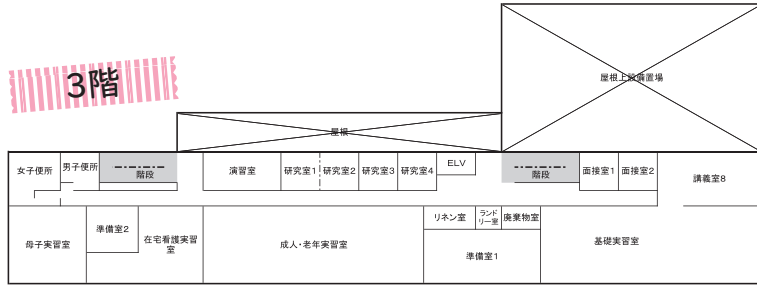 3階
屋根上設備置場
屋根
女子便所
男子便所
階段
演習室
研究室1
研究室2
研究室3
研究室4
ELV
階段
面接室1
面接室2
講義室8
母子実習室
準備室2
在宅看護実習
室
成人・老年実習室
リネン室
ランド
リー室
廃棄物室
準備室1
基礎実習室